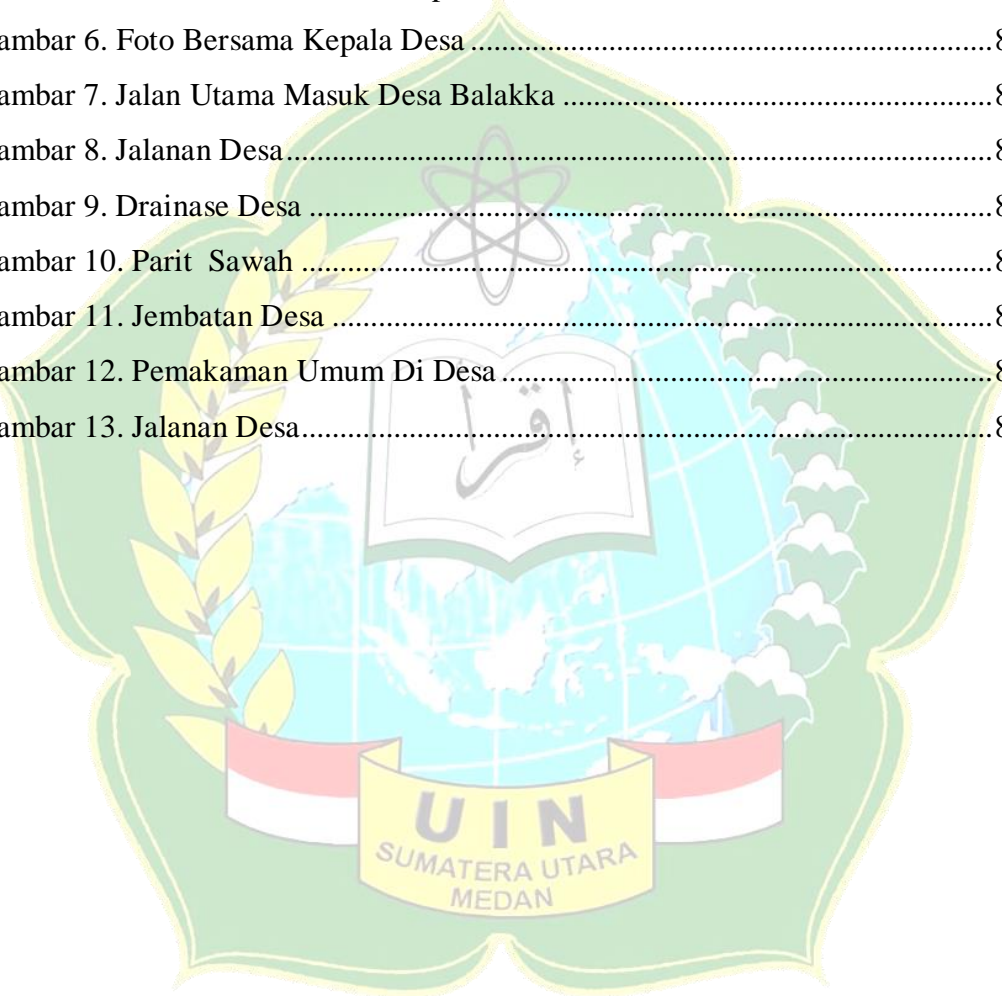 ambar 6. Foto Bersama Kepala Desa ........................................................................ 8
ambar 7. Jalan Utama Masuk Desa Balakka ........................................................................ 8
ambar 8. Jalanan Desa ........................................................................ 8
ambar 9. Drainase Desa ........................................................................ 8
ambar 10. Parit Sawah ........................................................................ 8
ambar 11. Jembatan Desa ........................................................................ 8
ambar 12. Pemakaman Umum Di Desa ........................................................................ 8
ambar 13. Jalanan Desa ........................................................................ 8
إقرأ
UIN
SUMATERA UTARA
MEDAN